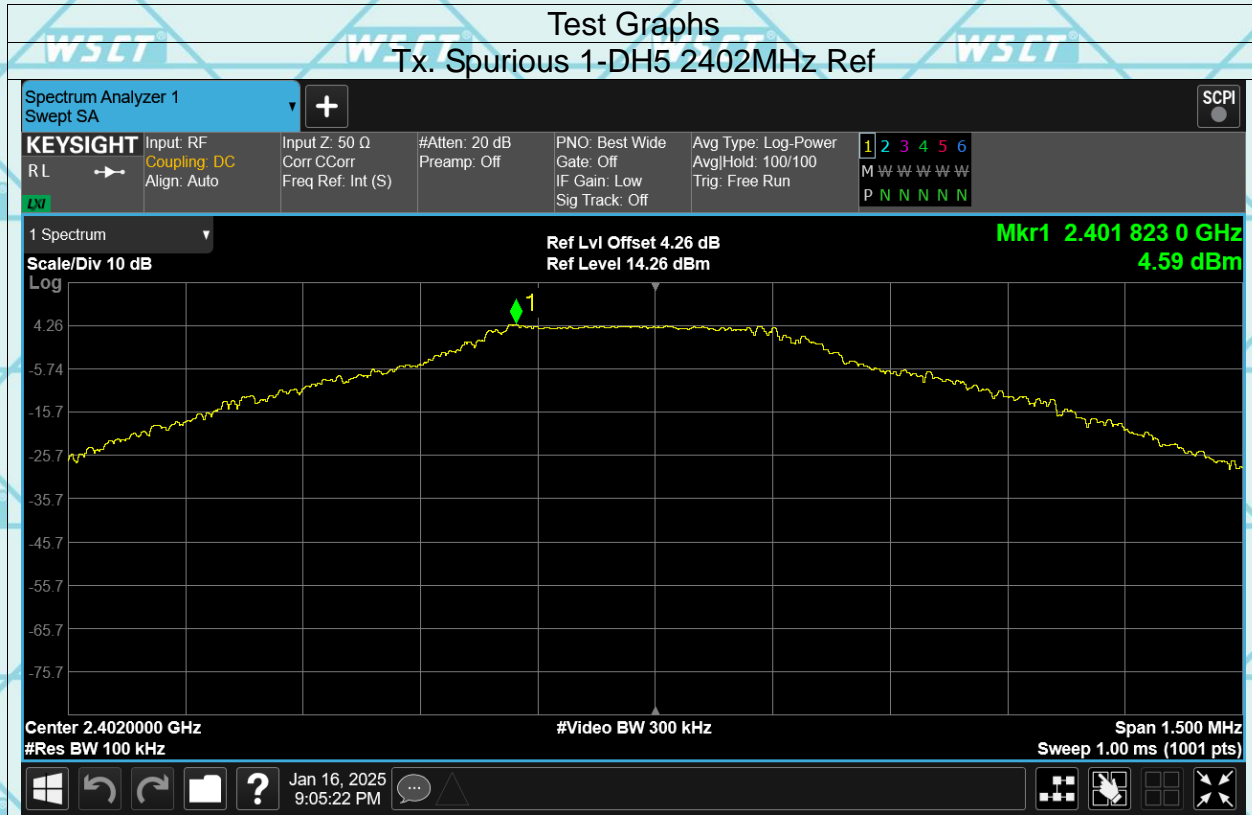 Test Graphs
Tx. Spurious 1-DH5 2402MHz Ref
WSCT® WSCT® WSCT®
Spectrum Analyzer 1
Swept SA
SCPI
KEYSIGHT
RL
LXI
Input: RF
Coupling: DC
Align: Auto
Input Z: 50 Ω
Corr CCorr
Freq Ref: Int (S)
#Atten: 20 dB
Preamp: Off
PNO: Best Wide
Gate: Off
IF Gain: Low
Sig Track: Off
Avg Type: Log-Power
Avg|Hold: 100/100
Trig: Free Run
1 2 3 4 5 6
M W W W W W
P N N N N N
1 Spectrum
Scale/Div 10 dB
Log
Ref Lvl Offset 4.26 dB
Ref Level 14.26 dBm
Mkr1 2.401 823 0 GHz
4.59 dBm
1
4.26
-5.74
-15.7
-25.7
-35.7
-45.7
-55.7
-65.7
-75.7
Center 2.4020000 GHz
#Res BW 100 kHz
#Video BW 300 kHz
Span 1.500 MHz
Sweep 1.00 ms (1001 pts)
?
Jan 16, 2025
9:05:22 PM